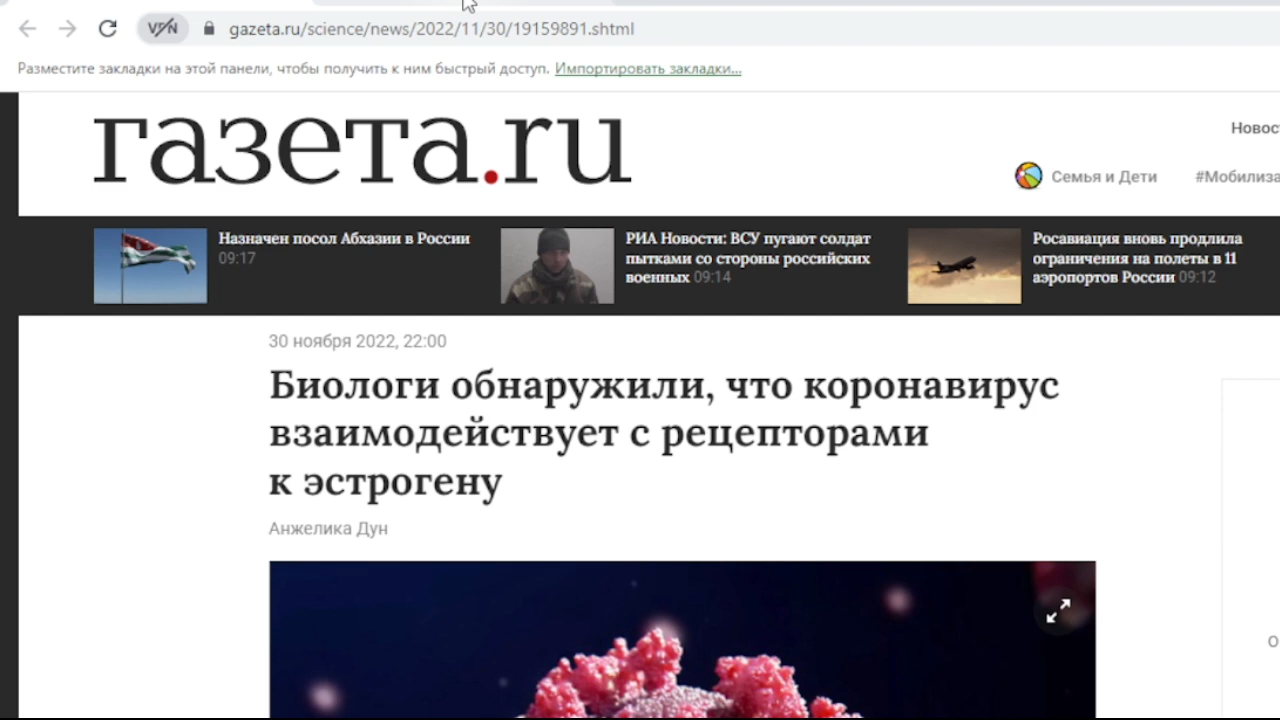 VPN
gazeta.ru/science/news/2022/11/30/19159891.shtml
Разместите закладки на этой панели, чтобы получить к ним быстрый доступ. Импортировать закладки...
газета.ru
Новос
Семья и Дети #Мобилиза
Назначен посол Абхазии в России
09:17
РИА Новости: ВСУ пугают солдат
пытками со стороны российских
военных 09:14
Росавиация вновь продлила
ограничения на полеты в 11
аэропортов России 09:12
30 ноября 2022, 22:00
Биологи обнаружили, что коронавирус
взаимодействует с рецепторами
к эстрогену
Анжелика Дун
О